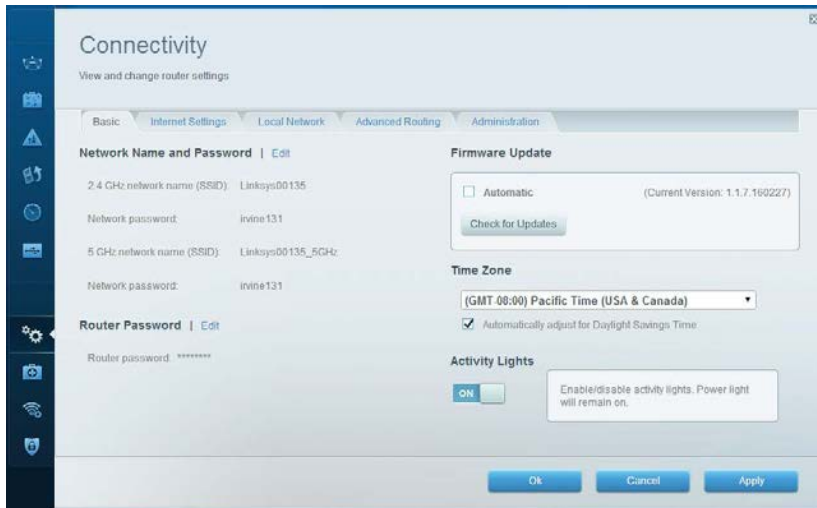 Connectivity
View and change router settings
Basic
Internet Settings
Local Network
Advanced Routing
Administration
Network Name and Password | Edit
2.4 GHz network name (SSID): Linksys00135
Network password: irvine131
5 GHz network name (SSID): Linksys00135_5GHz
Network password: irvine131
Router Password | Edit
Router password: ********
Firmware Update
Automatic
(Current Version: 1.1.7.160227)
Check for Updates
Time Zone
(GMT-08:00) Pacific Time (USA & Canada)
Automatically adjust for Daylight Savings Time
Activity Lights
ON
Enable/disable activity lights. Power light
will remain on.
Ok
Cancel
Apply